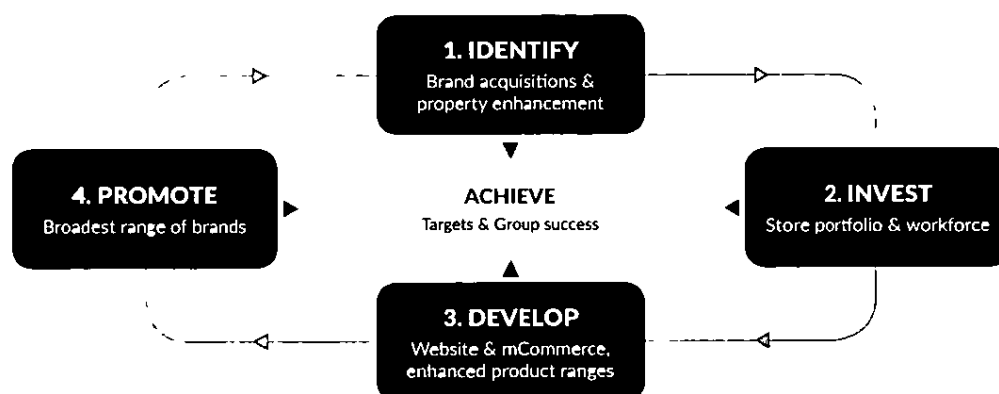 1. IDENTIFY
Brand acquisitions &
property enhancement
4. PROMOTE
Broadest range of brands
ACHIEVE
Targets & Group success
2. INVEST
Store portfolio & workforce
3. DEVELOP
Website & mCommerce,
enhanced product ranges